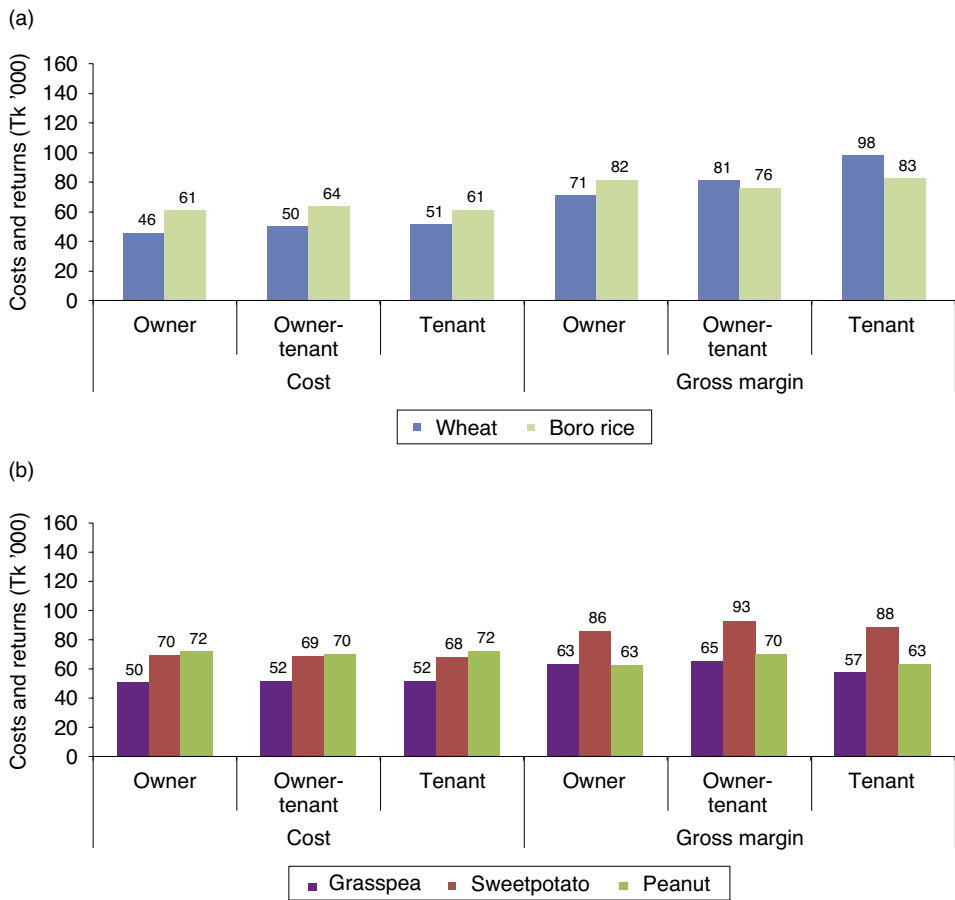 (a)
Costs and returns (Tk '000)
160
140
120
100
80
60
40
20
0
46 61 50 64 51 61 71 82 81 76 98 83
Owner Owner- Tenant Owner Owner- Tenant
tenant tenant
Cost Gross margin
Wheat Boro rice
(b)
Costs and returns (Tk '000)
160
140
120
100
80
60
40
20
0
50 70 72 52 69 70 52 68 72 63 86 63 65 93 70 57 88 63
Owner Owner- Tenant Owner Owner- Tenant
tenant tenant
Cost Gross margin
Grasspea Sweetpotato Peanut